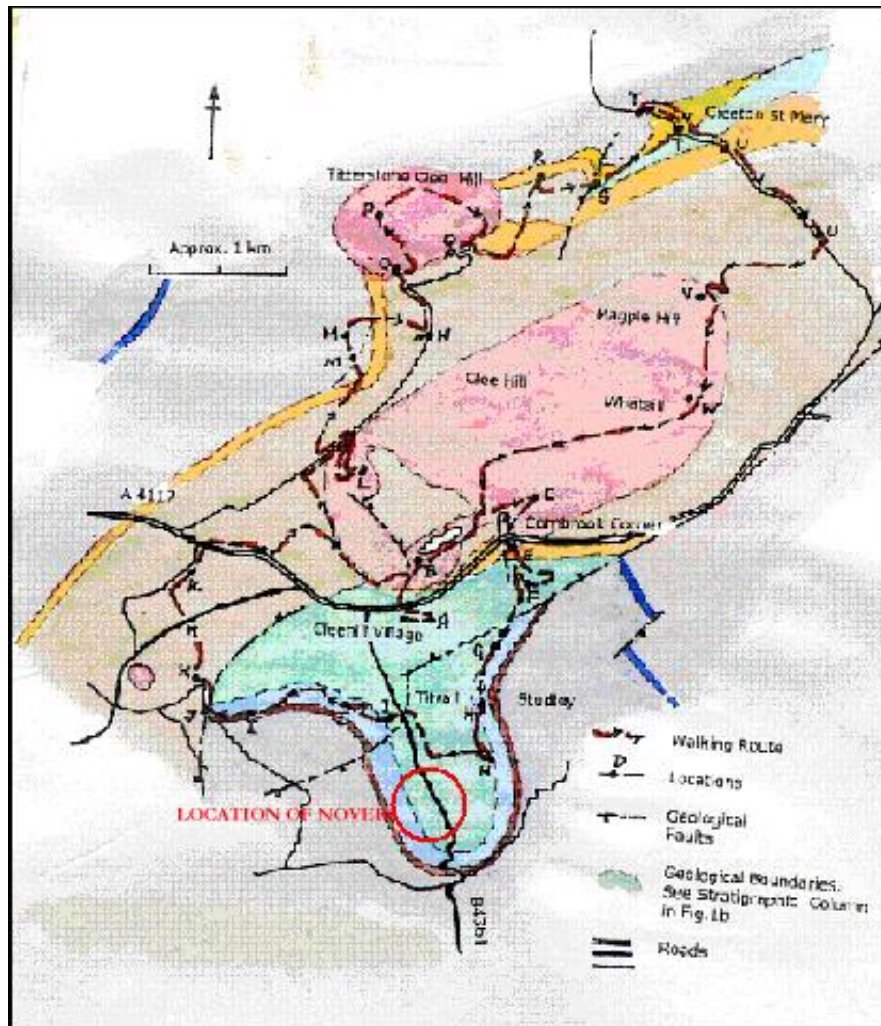 T
Cleeton St Mary
T
U
Titterstone Clee Hill
R
S
P
Q
U
Approx. 1 km
O
V
Magpie Hill
M
N
Clee Hill
Whatsill
W
L
A 4117
Cornbrook Corner
B
E
K
A
Cleehill Village
G
Titrail
Studley
H
J
I
Walking Route
D
Locations
LOCATION OF NOVERS
Geological
Faults
Geological Boundaries.
See Stratigraphic Column
in Fig.1b
B4361
Roads